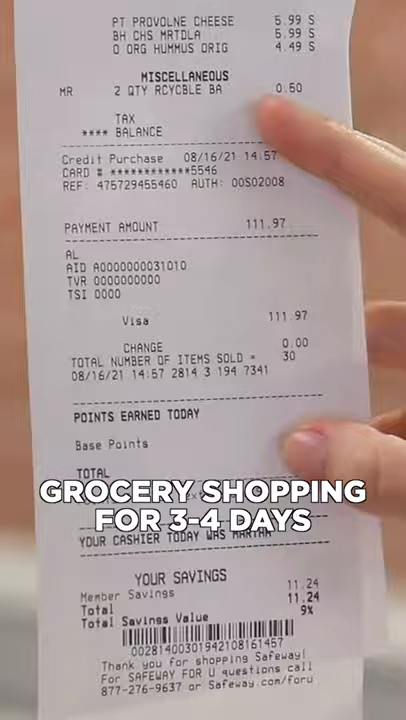 PT PROVOLNE CHEESE 5.99 S
BH CHS MRTDLA 5.99 S
O ORG HUMMUS ORIG 4.49 S
MISCELLANEOUS
MR 2 QTY RCYCBLE BA 0.50
TAX
**** BALANCE
Credit Purchase 08/16/21 14:57
CARD # ************5546
REF: 475729455460 AUTH: 00S02008
PAYMENT AMOUNT 111.97
AL
AID A0000000031010
TVR 0000000000
TSI 0000
Visa 111.97
CHANGE 0.00
TOTAL NUMBER OF ITEMS SOLD = 30
08/16/21 14:57 2814 3 194 7341
POINTS EARNED TODAY
Base Points
TOTAL
GROCERY SHOPPING
FOR 3-4 DAYS
YOUR CASHIER TODAY WAS MARTHA
YOUR SAVINGS
Member Savings 11.24
Total 11.24
Total Savings Value 9%
00281400301942108161457
Thank you for shopping Safeway!
For SAFEWAY FOR U questions call
877-276-9637 or Safeway.com/foru